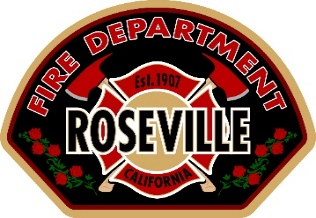 FIRE DEPARTMENT
Est. 1907
ROSEVILLE
CALIFORNIA